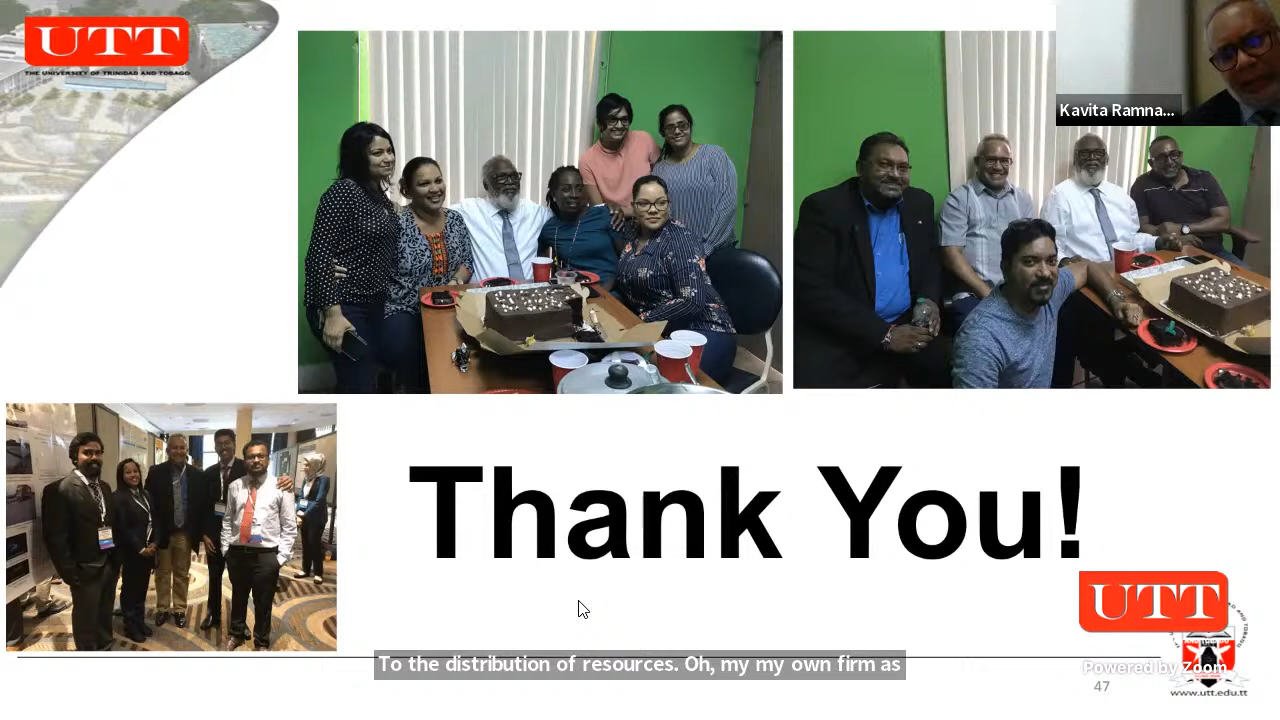 UTT
THE UNIVERSITY OF TRINIDAD AND TOBAGO
Kavita Ramna...
Thank You!
UTT
To the distribution of resources. Oh, my my own firm as
Powered by Zoom
47
www.utt.edu.tt